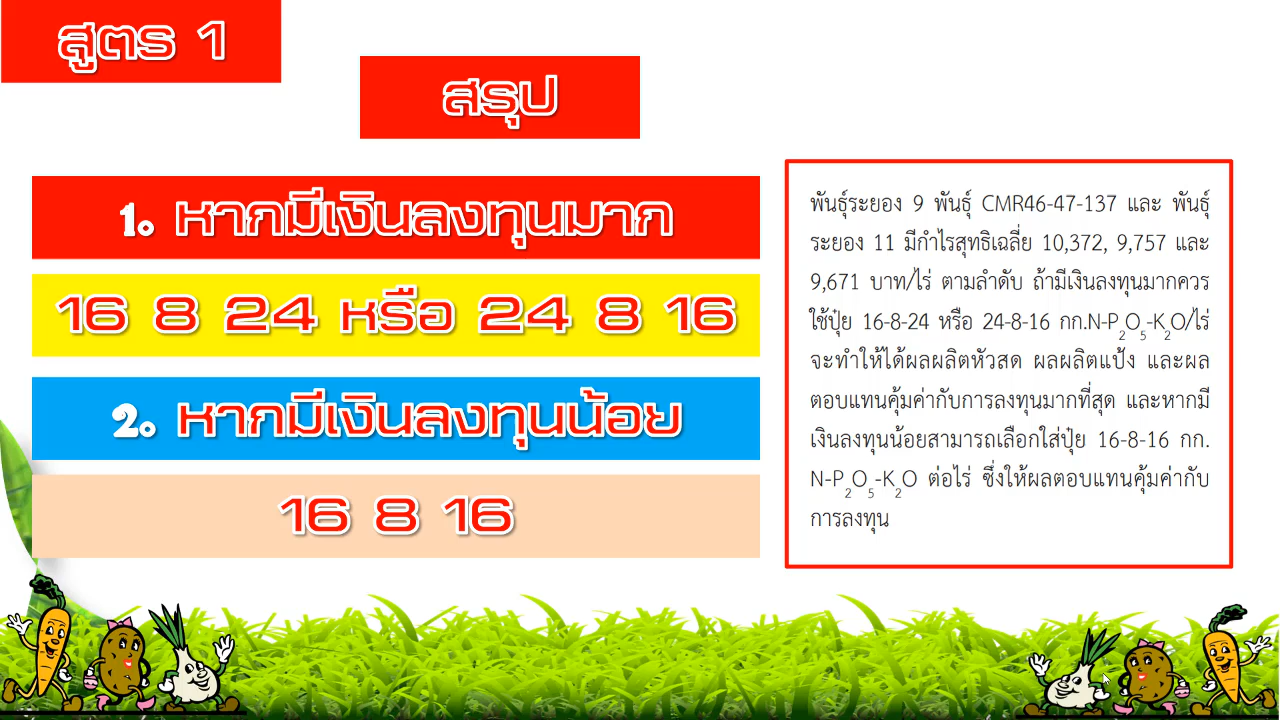 สูตร 1
สรุป
1. หากมีเงินลงทุนมาก
16 8 24 หรือ 24 8 16
2. หากมีเงินลงทุนน้อย
16 8 16
พันธุ์ระยอง 9 พันธุ์ CMR46-47-137 และ พันธุ์
ระยอง 11 มีกำไรสุทธิเฉลี่ย 10,372, 9,757 และ
9,671 บาท/ไร่ ตามลำดับ ถ้ามีเงินลงทุนมากควร
ใช้ปุ๋ย 16-8-24 หรือ 24-8-16 กก.N-P₂O₅-K₂O/ไร่
จะทำให้ได้ผลผลิตหัวสด ผลผลิตแป้ง และผล
ตอบแทนคุ้มค่ากับการลงทุนมากที่สุด และหากมี
เงินลงทุนน้อยสามารถเลือกใส่ปุ๋ย 16-8-16 กก.
N-P₂O₅-K₂O ต่อไร่ ซึ่งให้ผลตอบแทนคุ้มค่ากับ
การลงทุน